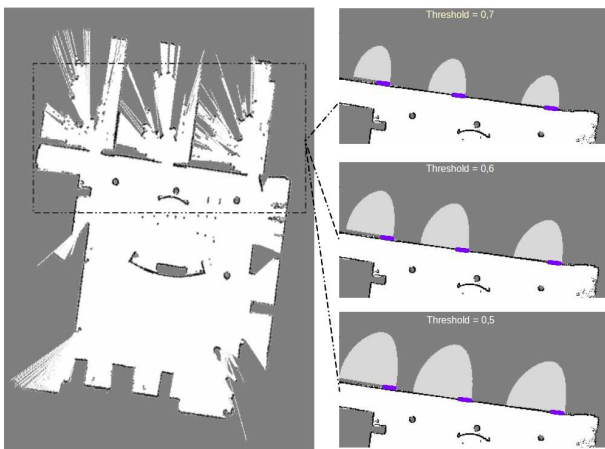 Threshold = 0,7
Threshold = 0,6
Threshold = 0,5